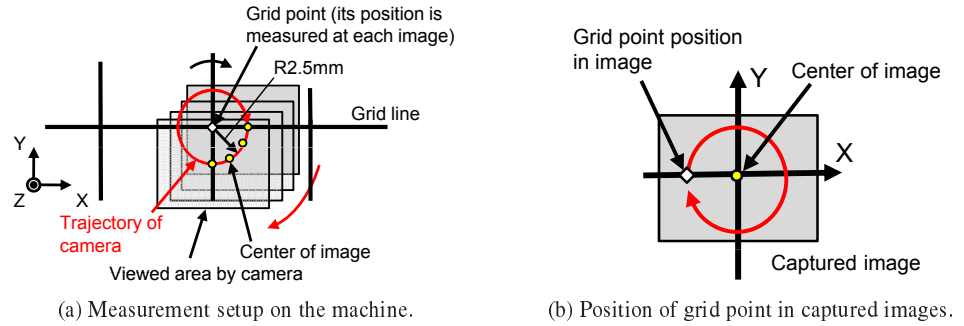 Grid point (its position is
measured at each image)
R2.5mm
Grid line
Y
Z
X
Trajectory of
camera
Center of image
Viewed area by camera
(a) Measurement setup on the machine.
Grid point position
in image
Y
Center of image
X
Captured image
(b) Position of grid point in captured images.